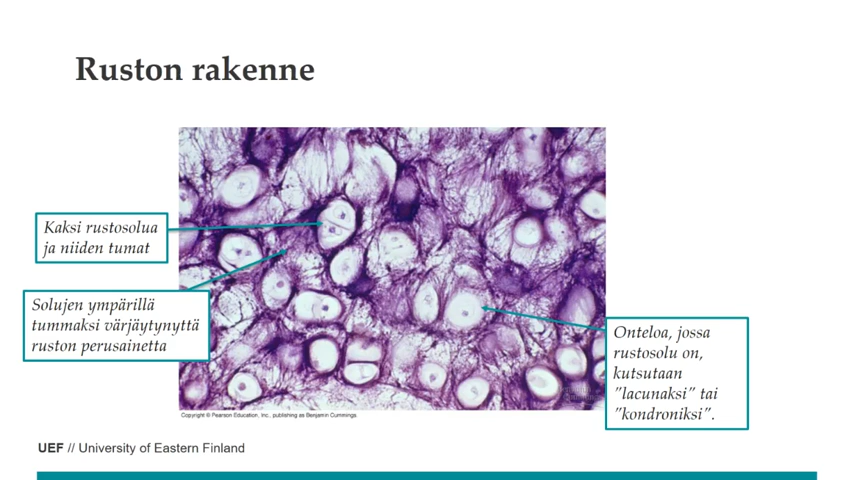 Ruston rakenne
Kaksi rustosolua
ja niiden tumat
Solujen ympärillä
tummaksi värjäytynyttä
ruston perusainetta
Onteloa, jossa
rustosolu on,
kutsutaan
”lacunaksi” tai
”kondroniksi”.
Copyright © Pearson Education, Inc., publishing as Benjamin Cummings
UEF // University of Eastern Finland